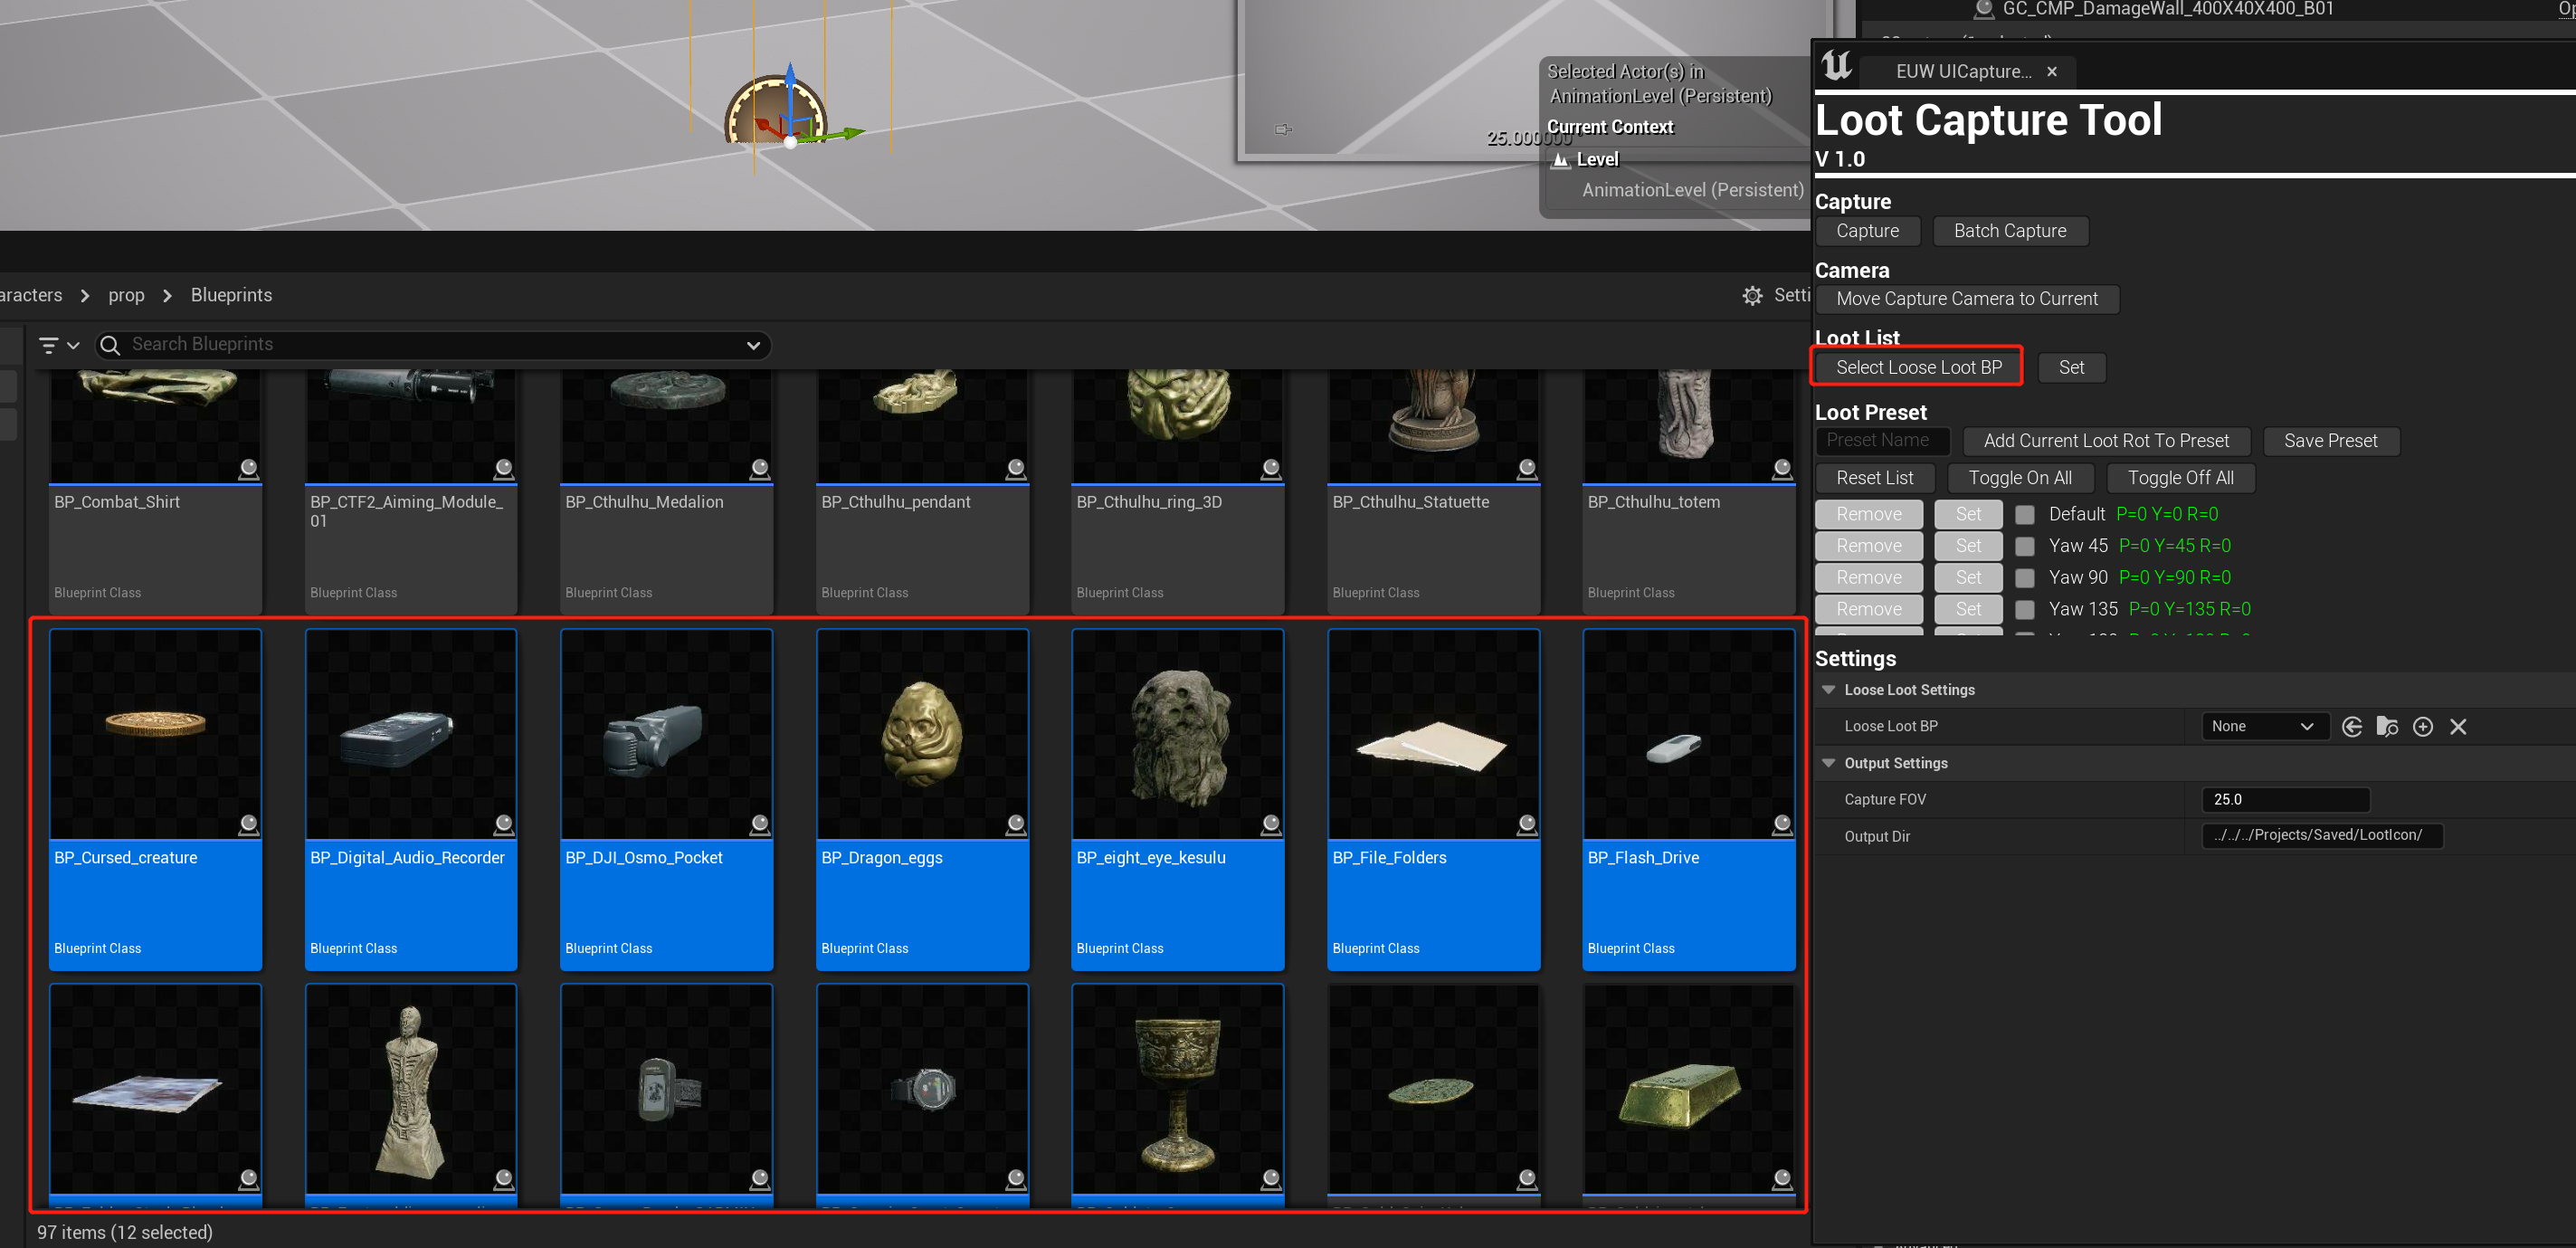 GC_CMP_DamageWall_400X40X400_B01
Selected Actor(s) in
AnimationLevel (Persistent)
Current Context
25.000000
Level
AnimationLevel (Persistent)
EUW UICapture...
Loot Capture Tool
V 1.0
Capture
Capture
Batch Capture
Camera
Move Capture Camera to Current
Loot List
Select Loose Loot BP
Set
Loot Preset
Preset Name
Add Current Loot Rot To Preset
Save Preset
Reset List
Toggle On All
Toggle Off All
Remove Set Default P=0 Y=0 R=0
Remove Set Yaw 45 P=0 Y=45 R=0
Remove Set Yaw 90 P=0 Y=90 R=0
Remove Set Yaw 135 P=0 Y=135 R=0
Settings
Loose Loot Settings
Loose Loot BP None
Output Settings
Capture FOV 25.0
Output Dir ../../../Projects/Saved/LootIcon/
aracters > prop > Blueprints
Setti
Search Blueprints
BP_Combat_Shirt
Blueprint Class
BP_CTF2_Aiming_Module_
01
Blueprint Class
BP_Cthulhu_Medalion
Blueprint Class
BP_Cthulhu_pendant
Blueprint Class
BP_Cthulhu_ring_3D
Blueprint Class
BP_Cthulhu_Statuette
Blueprint Class
BP_Cthulhu_totem
Blueprint Class
BP_Cursed_creature
Blueprint Class
BP_Digital_Audio_Recorder
Blueprint Class
BP_DJI_Osmo_Pocket
Blueprint Class
BP_Dragon_eggs
Blueprint Class
BP_eight_eye_kesulu
Blueprint Class
BP_File_Folders
Blueprint Class
BP_Flash_Drive
Blueprint Class
97 items (12 selected)